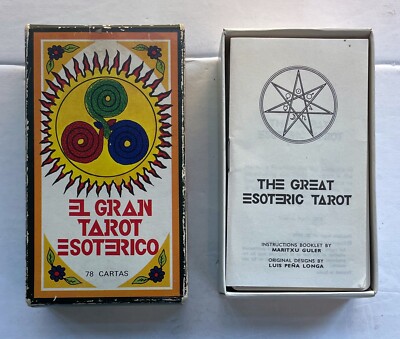 EL GRAN
TAROT
ESOTERICO
78 CARTAS
THE GREAT
ESOTERIC TAROT
INSTRUCTIONS BOOKLET BY
MARITXU GULER
ORIGINAL DESIGNS BY
LUIS PEÑA LONGA